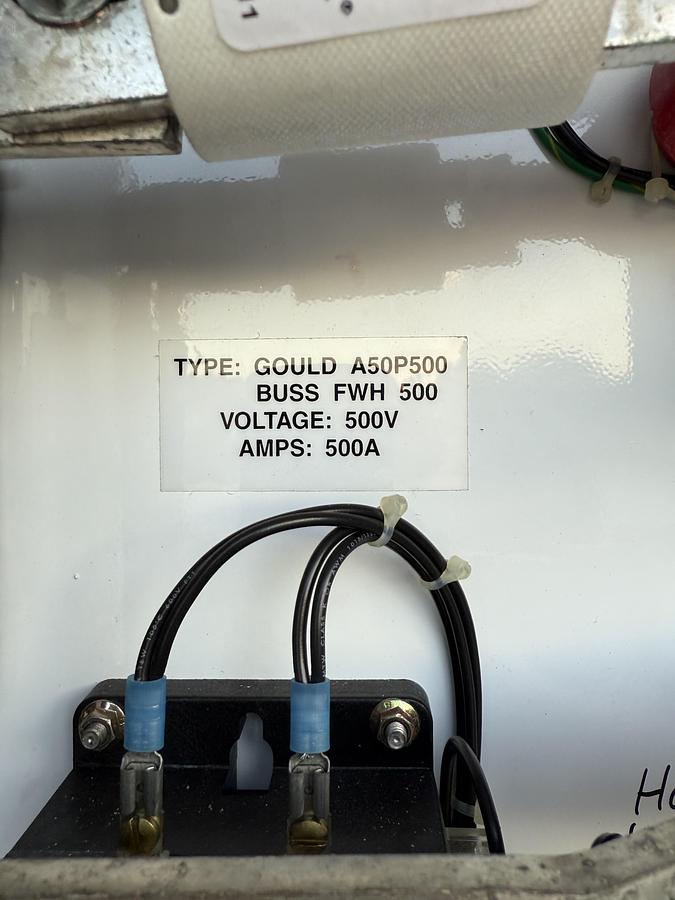 TYPE: GOULD A50P500
BUSS FWH 500
VOLTAGE: 500V
AMPS: 500A